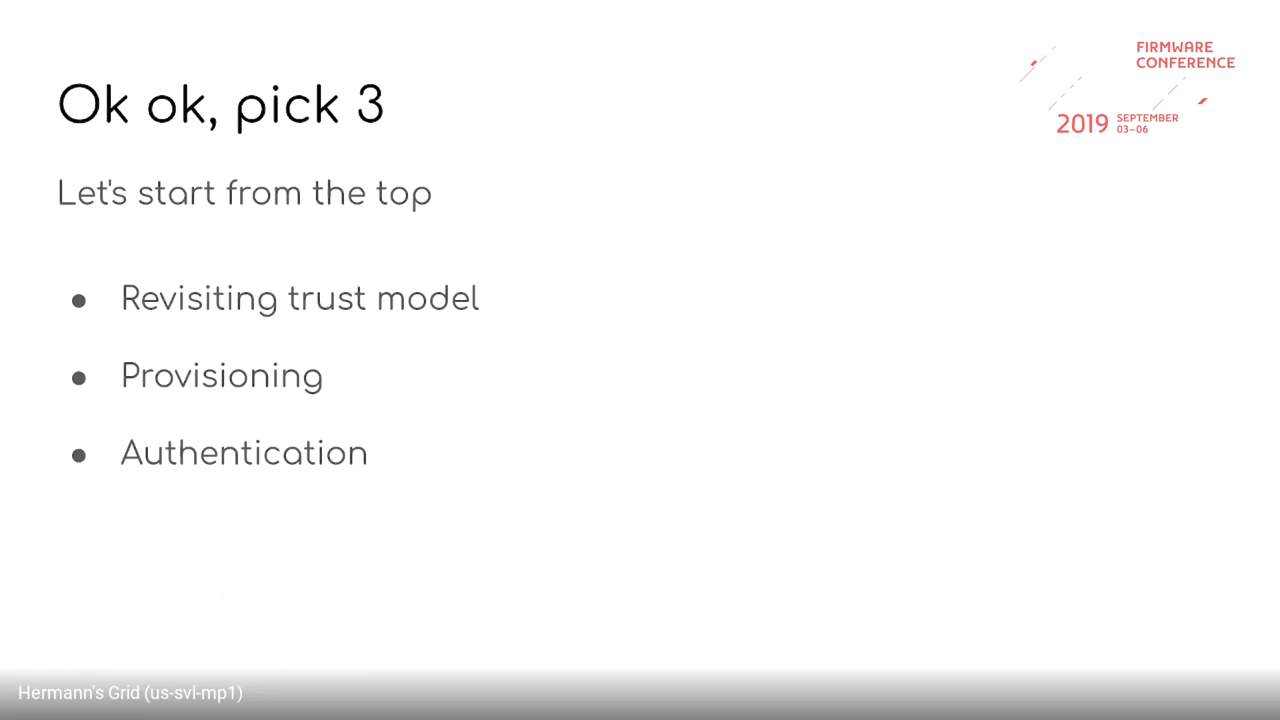 FIRMWARE
CONFERENCE
2019 SEPTEMBER
03–06
Ok ok, pick 3
Let's start from the top
● Revisiting trust model
● Provisioning
● Authentication
Hermann's Grid (us-svl-mp1)